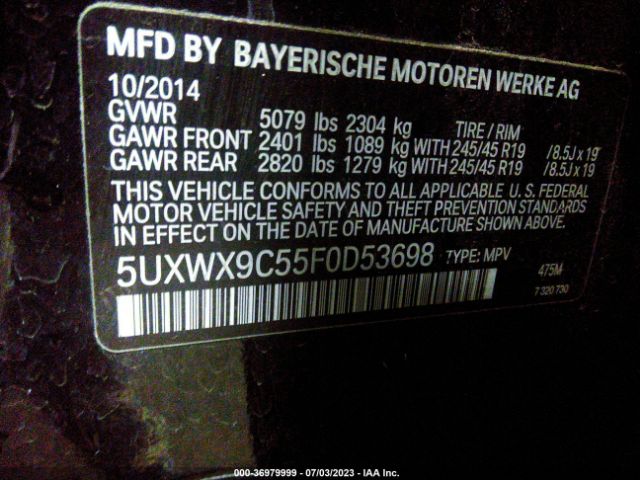 MFD BY BAYERISCHE MOTOREN WERKE AG
10/2014
GVWR 5079 lbs 2304 kg TIRE / RIM
GAWR FRONT 2401 lbs 1089 kg WITH 245/45 R19 / 8.5J x 19
GAWR REAR 2820 lbs 1279 kg WITH 245/45 R19 / 8.5J x 19
THIS VEHICLE CONFORMS TO ALL APPLICABLE U. S. FEDERAL
MOTOR VEHICLE SAFETY AND THEFT PREVENTION STANDARDS
IN EFFECT ON THE DATE OF MANUFACTURE SHOWN ABOVE.
5UXWX9C55F0D53698 TYPE: MPV
475M
7 320 730
000-36979999 - 07/03/2023 - IAA Inc.